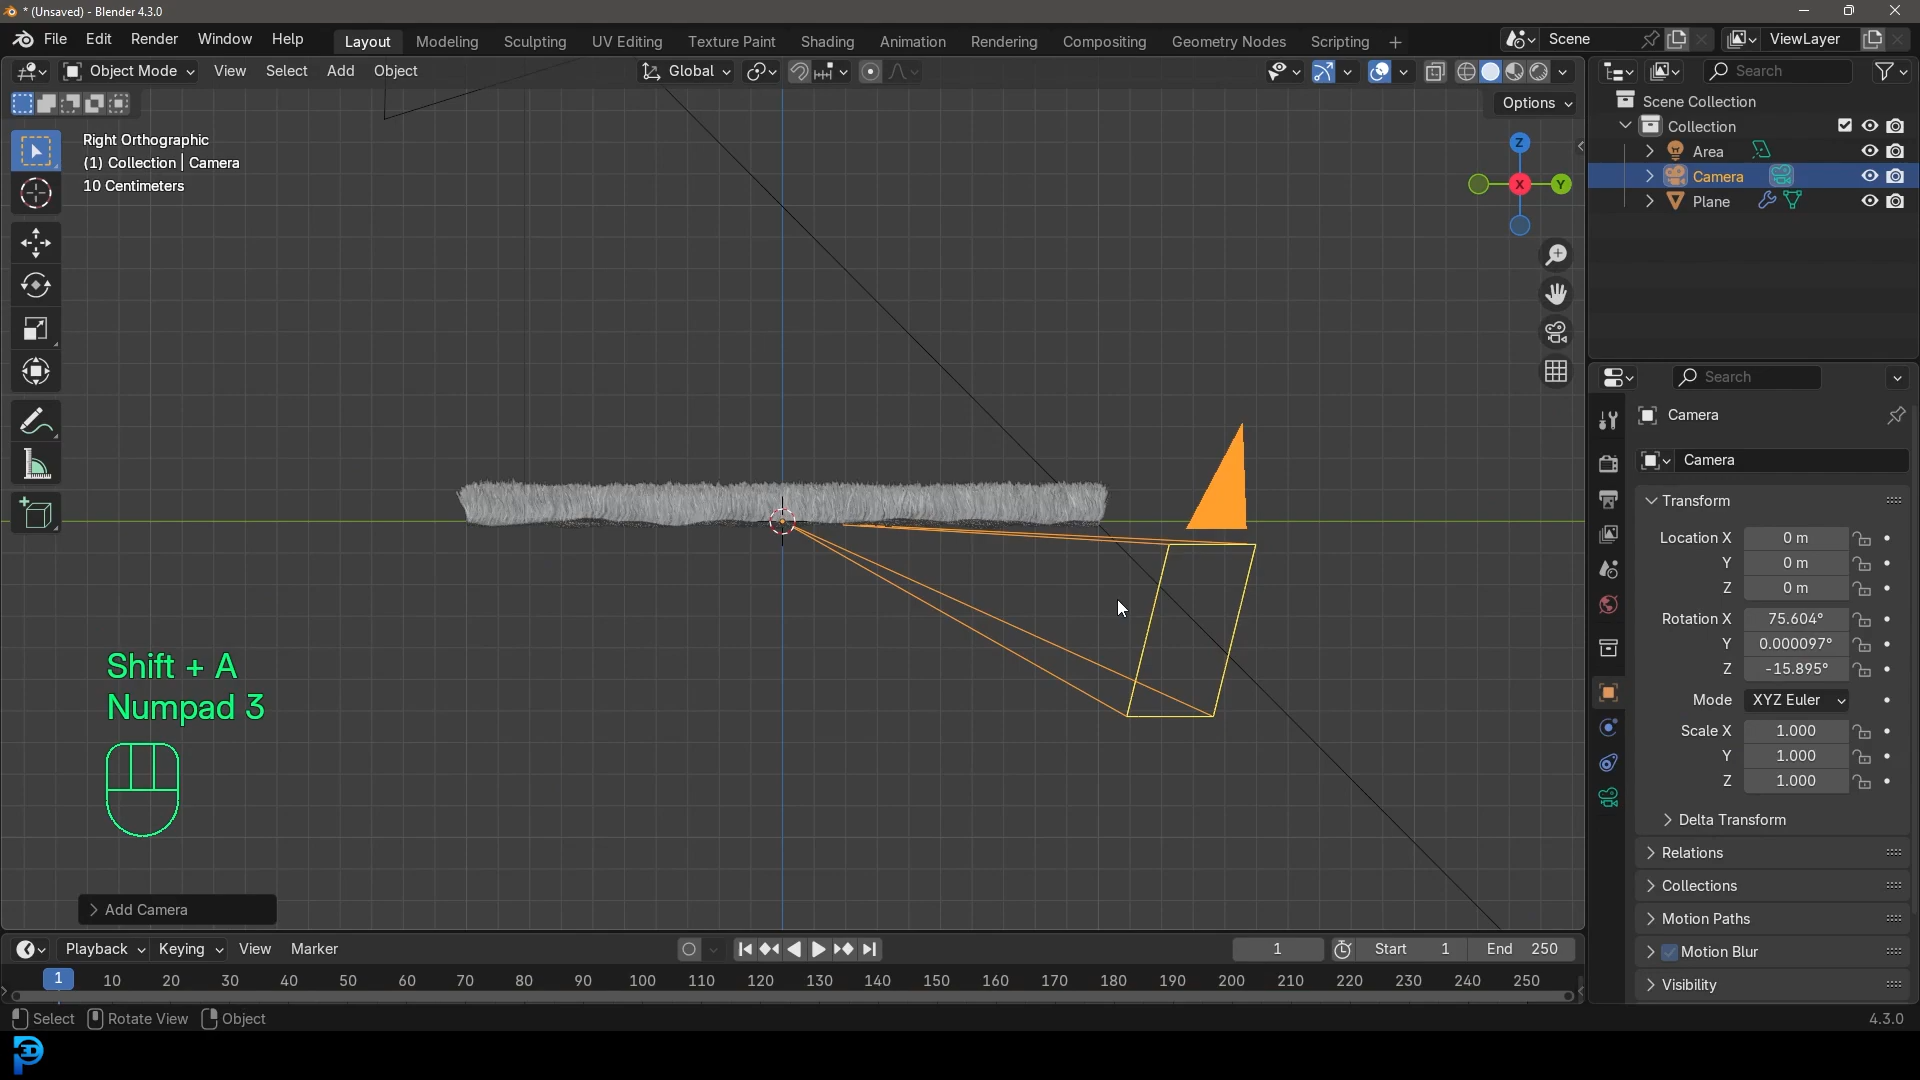 * (Unsaved) - Blender 4.3.0
File Edit Render Window Help
Layout Modeling Sculpting UV Editing Texture Paint Shading Animation Rendering Compositing Geometry Nodes Scripting +
Scene
ViewLayer
Object Mode View Select Add Object
Global
Search
Options
Right Orthographic
(1) Collection | Camera
10 Centimeters
Z
X
Y
Scene Collection
Collection
Area
Camera
Plane
Search
Camera
Camera
Transform
Location X 0 m
Y 0 m
Z 0 m
Rotation X 75.604°
Y 0.000097°
Z -15.895°
Mode XYZ Euler
Scale X 1.000
Y 1.000
Z 1.000
Delta Transform
Relations
Collections
Motion Paths
Motion Blur
Visibility
Shift + A
Numpad 3
Add Camera
Playback Keying View Marker
1 Start 1 End 250
1 10 20 30 40 50 60 70 80 90 100 110 120 130 140 150 160 170 180 190 200 210 220 230 240 250
Select Rotate View Object
4.3.0